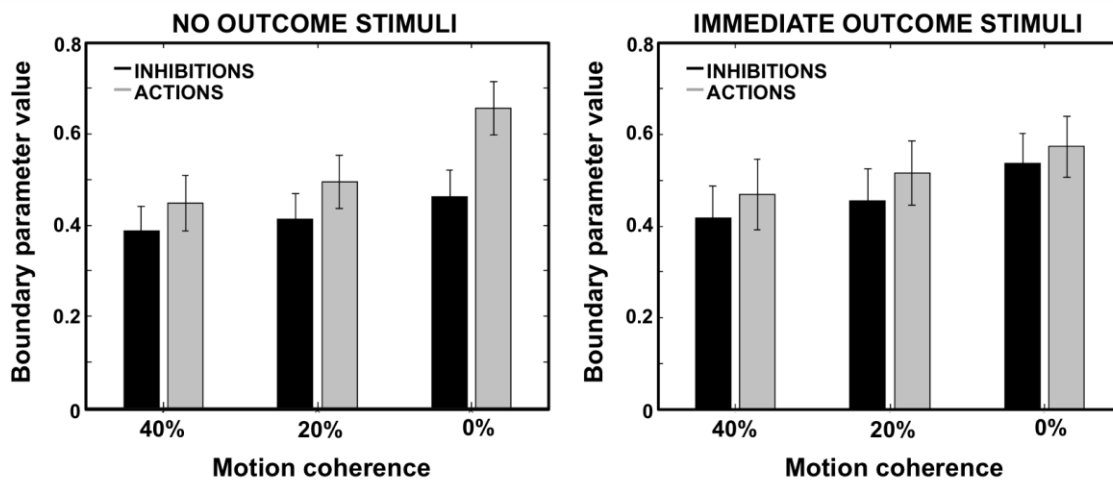 NO OUTCOME STIMULI
0.8
0.6
0.4
0.2
0
Boundary parameter value
INHIBITIONS
ACTIONS
40% 20% 0%
Motion coherence
IMMEDIATE OUTCOME STIMULI
0.8
0.6
0.4
0.2
0
Boundary parameter value
INHIBITIONS
ACTIONS
40% 20% 0%
Motion coherence